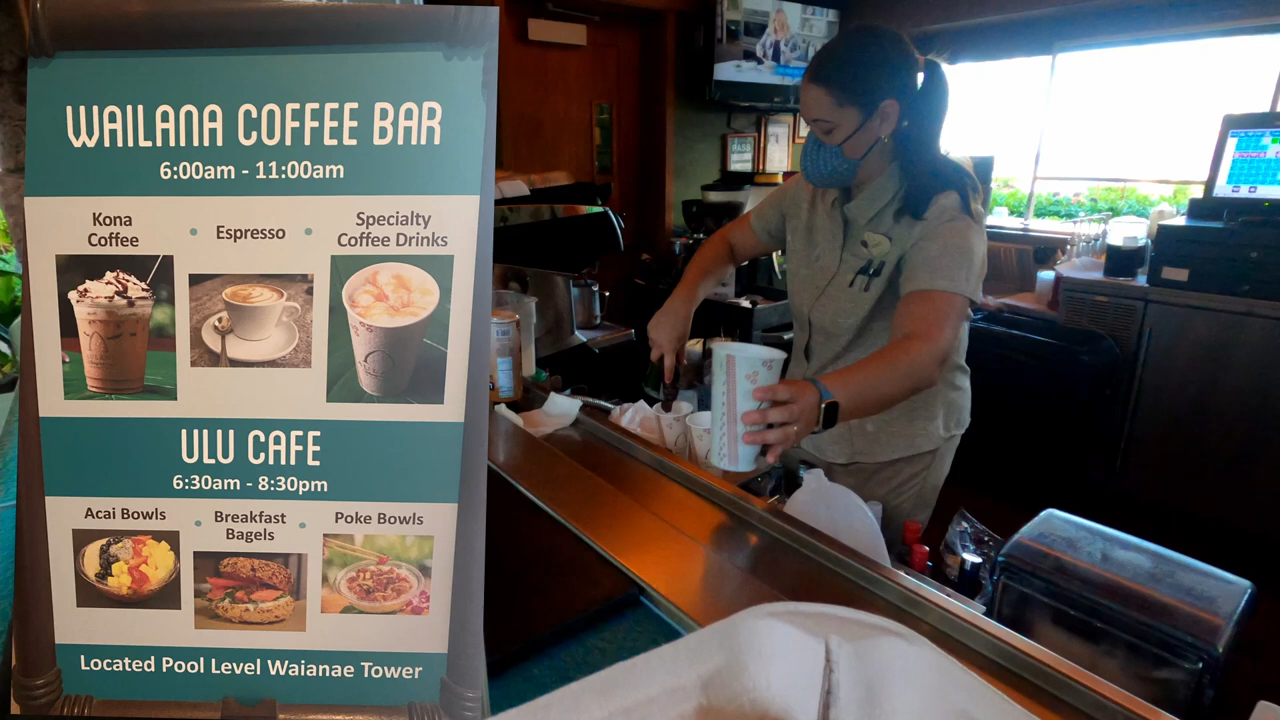 WAILANA COFFEE BAR
6:00am - 11:00am
Kona
Coffee
• Espresso •
Specialty
Coffee Drinks
ULU CAFE
6:30am - 8:30pm
Acai Bowls
• Breakfast •
Bagels
Poke Bowls
Located Pool Level Waianae Tower
PASS